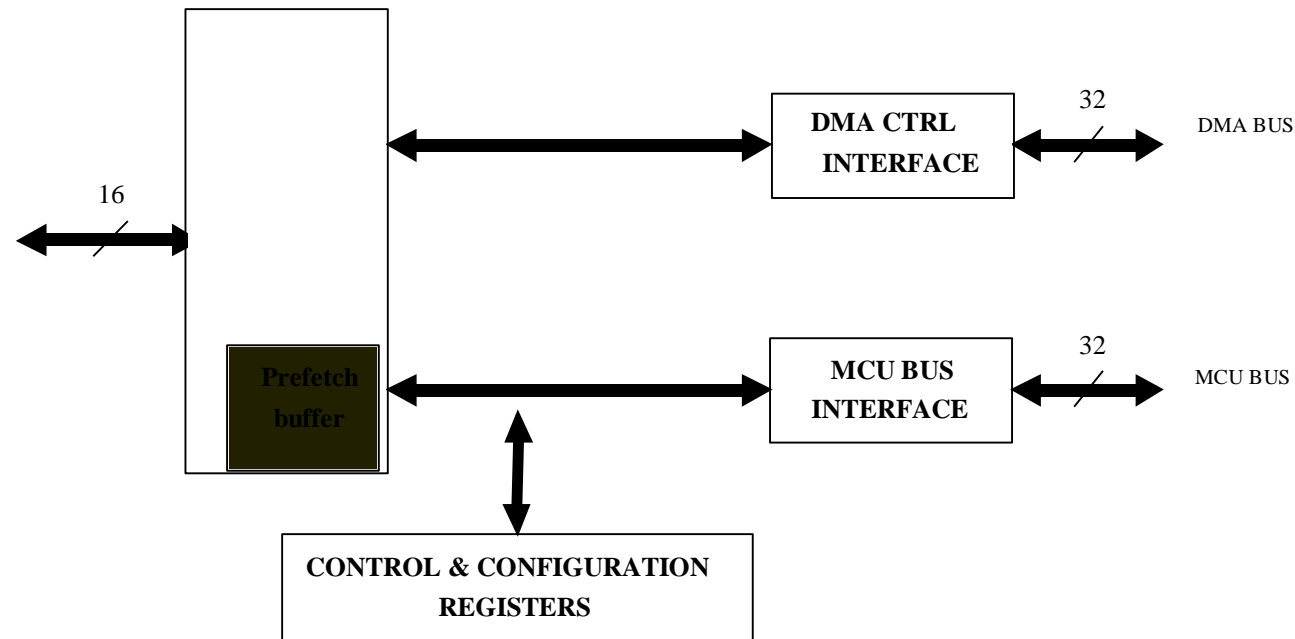 32
DMA CTRL
INTERFACE
DMA BUS
16
32
Prefetch
buffer
MCU BUS
INTERFACE
MCU BUS
CONTROL & CONFIGURATION
REGISTERS